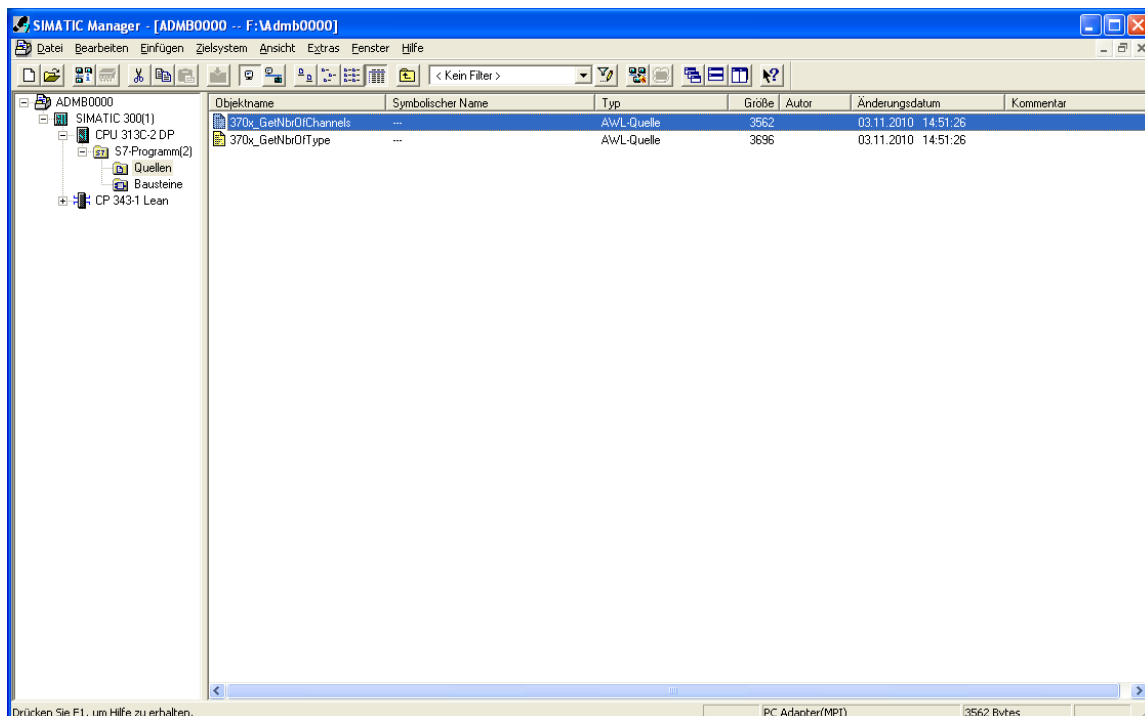 SIMATIC Manager - [ADMB0000 -- F:\Admb0000]
Datei Bearbeiten Einfügen Zielsystem Ansicht Extras Fenster Hilfe
< Kein Filter >
ADMB0000
SIMATIC 300(1)
CPU 313C-2 DP
S7-Programm(2)
Quellen
Bausteine
CP 343-1 Lean
Objektname Symbolischer Name Typ Größe Autor Änderungsdatum Kommentar
370x_GetNbrOfChannels --- AWL-Quelle 3562 03.11.2010 14:51:26
370x_GetNbrOfType --- AWL-Quelle 3696 03.11.2010 14:51:26
Drücken Sie F1, um Hilfe zu erhalten. PC Adapter(MPI) 3562 Bytes